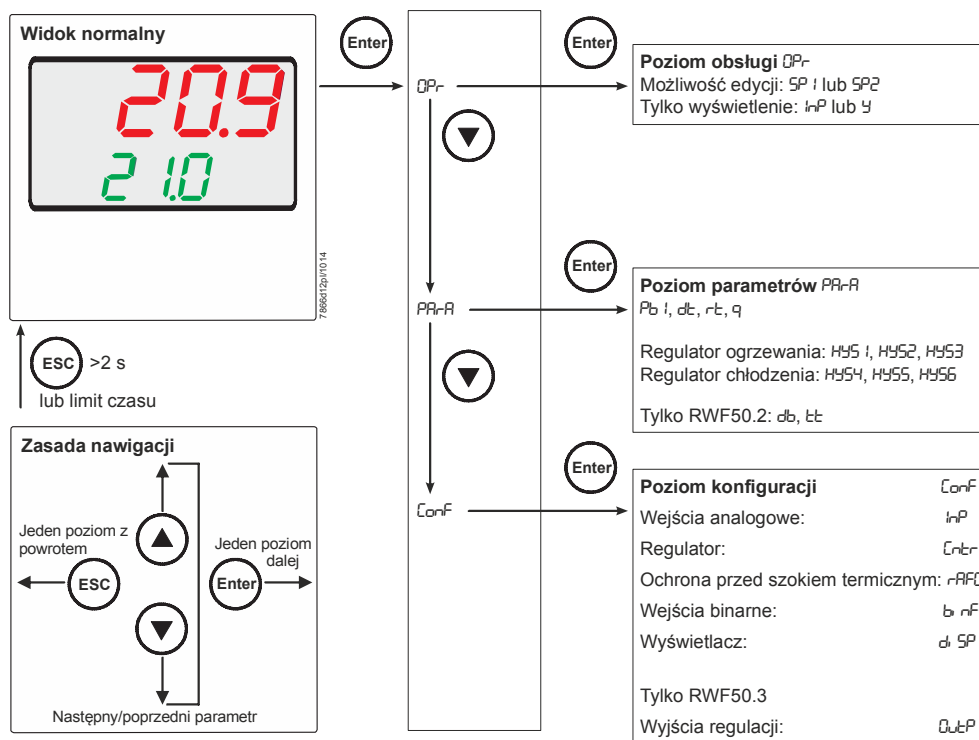 Widok normalny
20.9
21.0
7866d12pl/1014
ESC >2 s
lub limit czasu
Zasada nawigacji
Jeden poziom z
powrotem
ESC
Jeden poziom
dalej
Enter
Następny/poprzedni parametr
Enter
OPr
PArA
ConF
Enter
Poziom obsługi OPr
Możliwość edycji: SP1 lub SP2
Tylko wyświetlenie: InP lub y
Enter
Poziom parametrów PArA
Pb1, dt, rt, q
Regulator ogrzewania: HYS1, HYS2, HYS3
Regulator chłodzenia: HYS4, HYS5, HYS6
Tylko RWF50.2: db, tt
Enter
Poziom konfiguracji ConF
Wejścia analogowe: InP
Regulator: Cntr
Ochrona przed szokiem termicznym: rAFC
Wejścia binarne: binF
Wyświetlacz: diSP
Tylko RWF50.3
Wyjścia regulacji: OutP